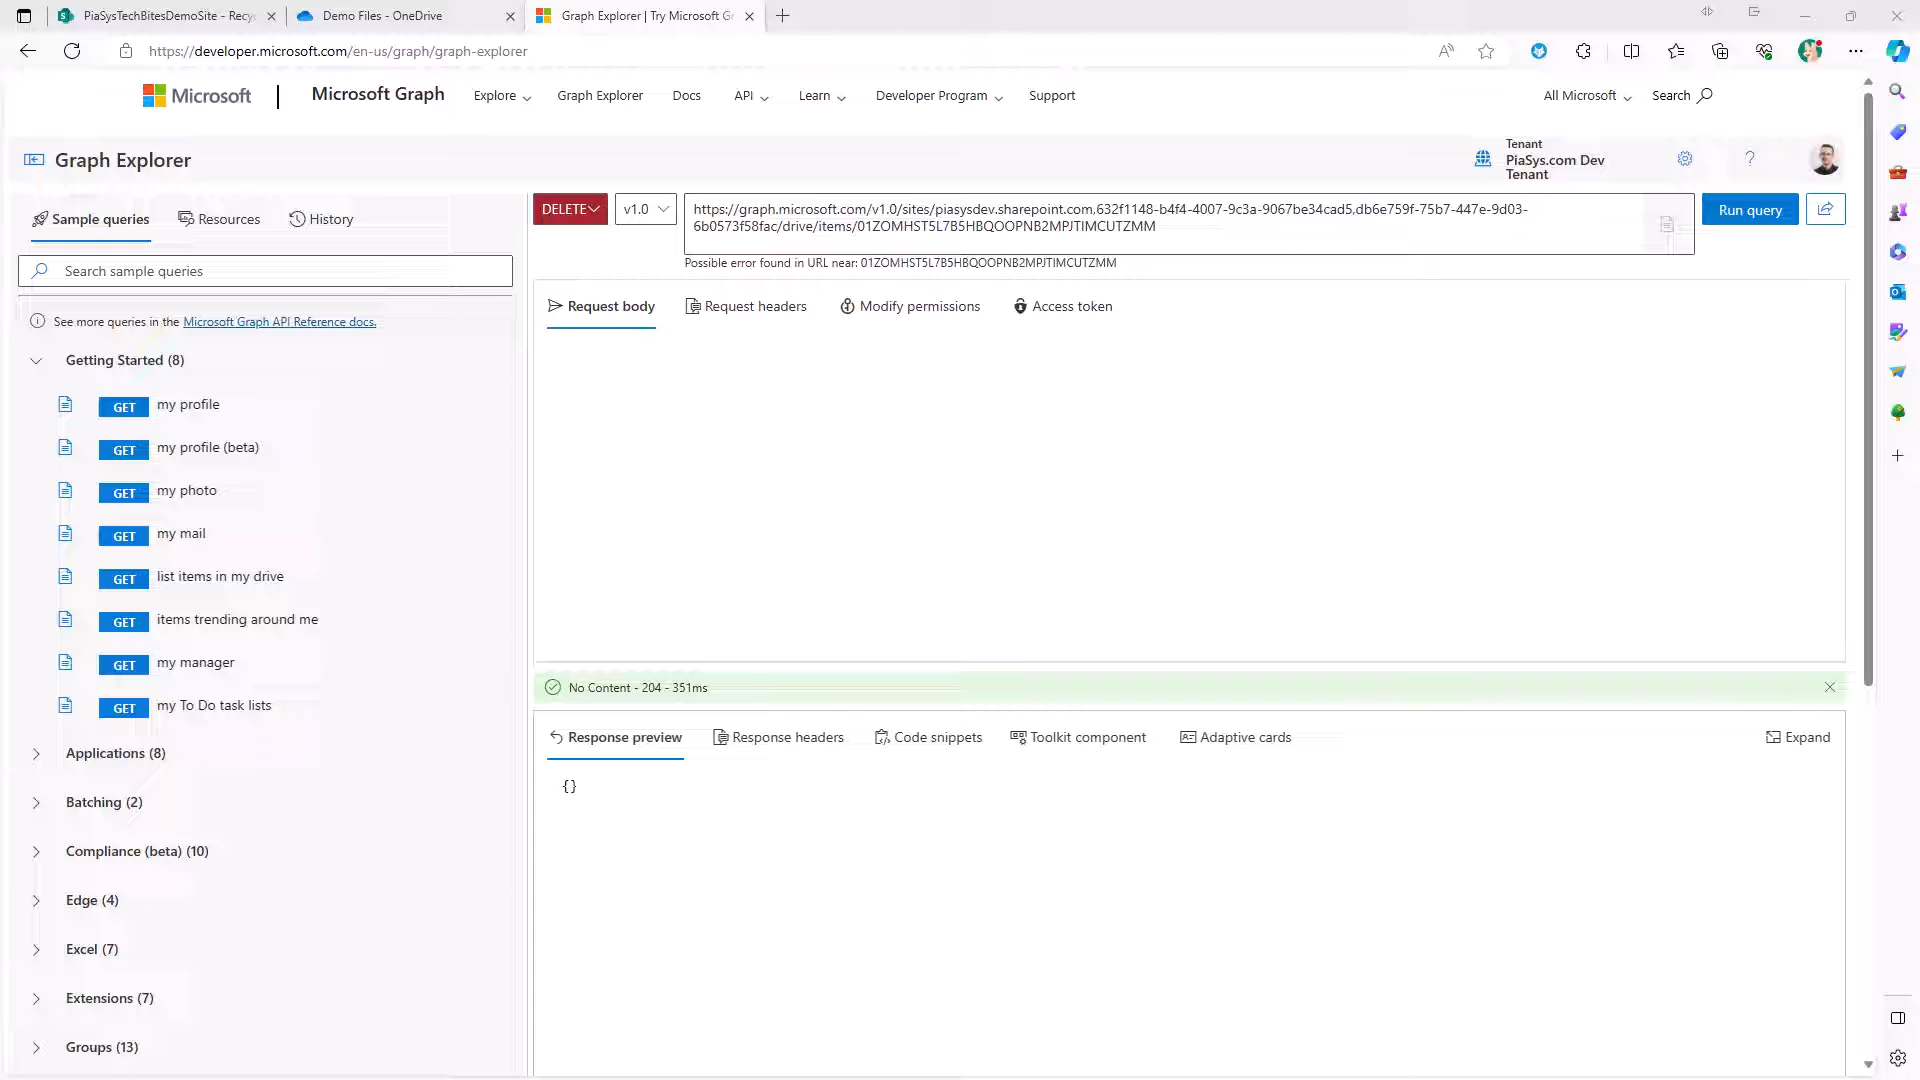 PiaSysTechBitesDemoSite - Recy
Demo Files - OneDrive
Graph Explorer | Try Microsoft Gr
https://developer.microsoft.com/en-us/graph/graph-explorer
Microsoft
Microsoft Graph
Explore
Graph Explorer
Docs
API
Learn
Developer Program
Support
All Microsoft
Search
Graph Explorer
Tenant
PiaSys.com Dev
Tenant
Sample queries
Resources
History
DELETE
v1.0
https://graph.microsoft.com/v1.0/sites/piasysdev.sharepoint.com,632f1148-b4f4-4007-9c3a-9067be34cad5,db6e759f-75b7-447e-9d03-
6b0573f58fac/drive/items/01ZOMHST5L7B5HBQOOPNB2MPJTIMCUTZMM
Run query
Possible error found in URL near: 01ZOMHST5L7B5HBQOOPNB2MPJTIMCUTZMM
Search sample queries
See more queries in the Microsoft Graph API Reference docs.
Getting Started (8)
GET my profile
GET my profile (beta)
GET my photo
GET my mail
GET list items in my drive
GET items trending around me
GET my manager
GET my To Do task lists
Applications (8)
Batching (2)
Compliance (beta) (10)
Edge (4)
Excel (7)
Extensions (7)
Groups (13)
Request body
Request headers
Modify permissions
Access token
No Content - 204 - 351ms
Response preview
Response headers
Code snippets
Toolkit component
Adaptive cards
Expand
{}